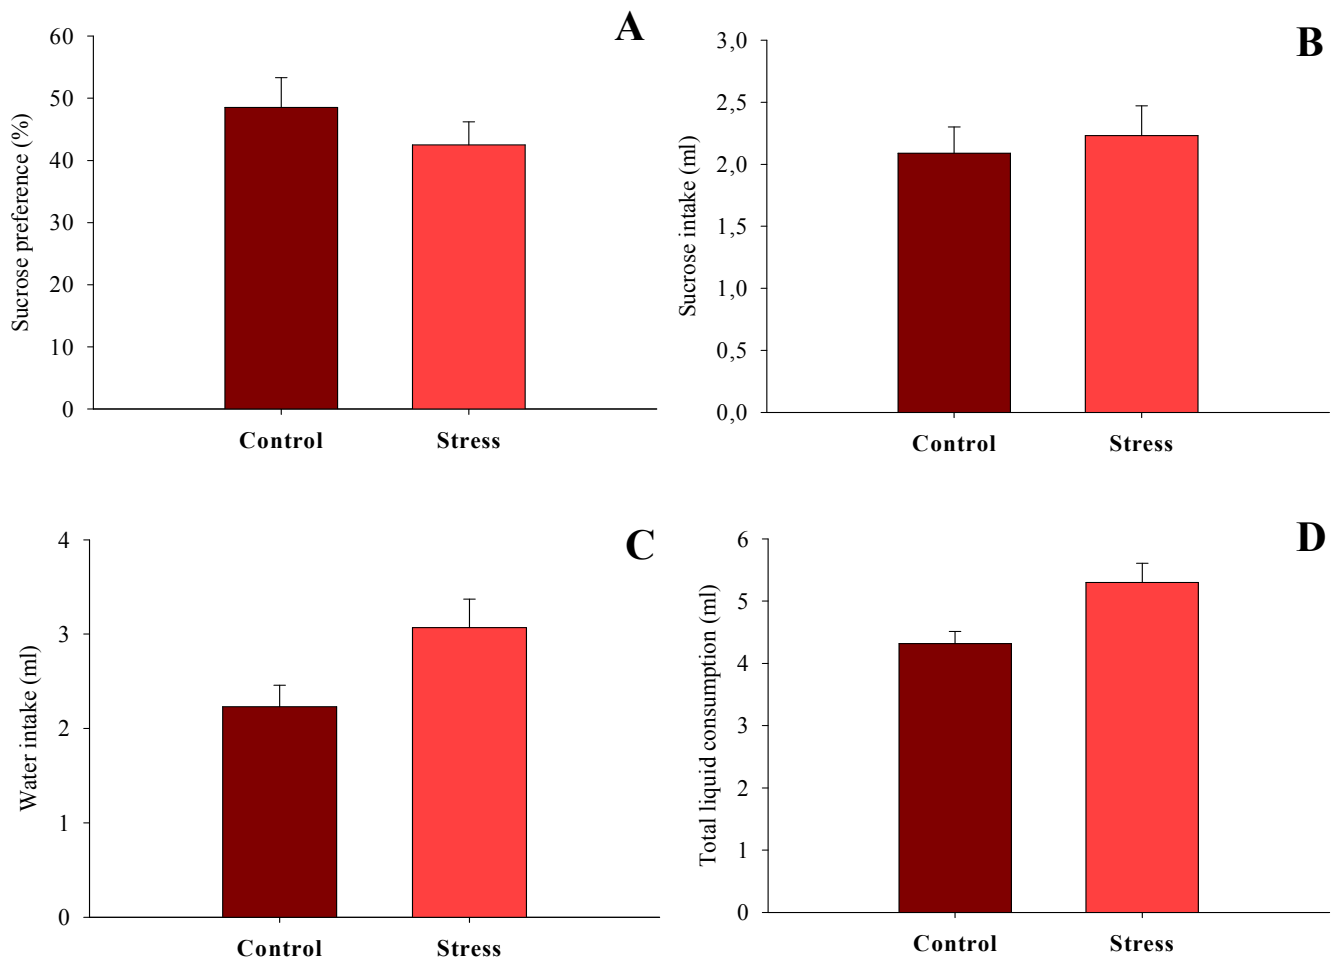 A
Sucrose preference (%)
60
50
40
30
20
10
0
Control Stress
B
Sucrose intake (ml)
3,0
2,5
2,0
1,5
1,0
0,5
0,0
Control Stress
C
Water intake (ml)
4
3
2
1
0
Control Stress
D
Total liquid consumption (ml)
6
5
4
3
2
1
0
Control Stress